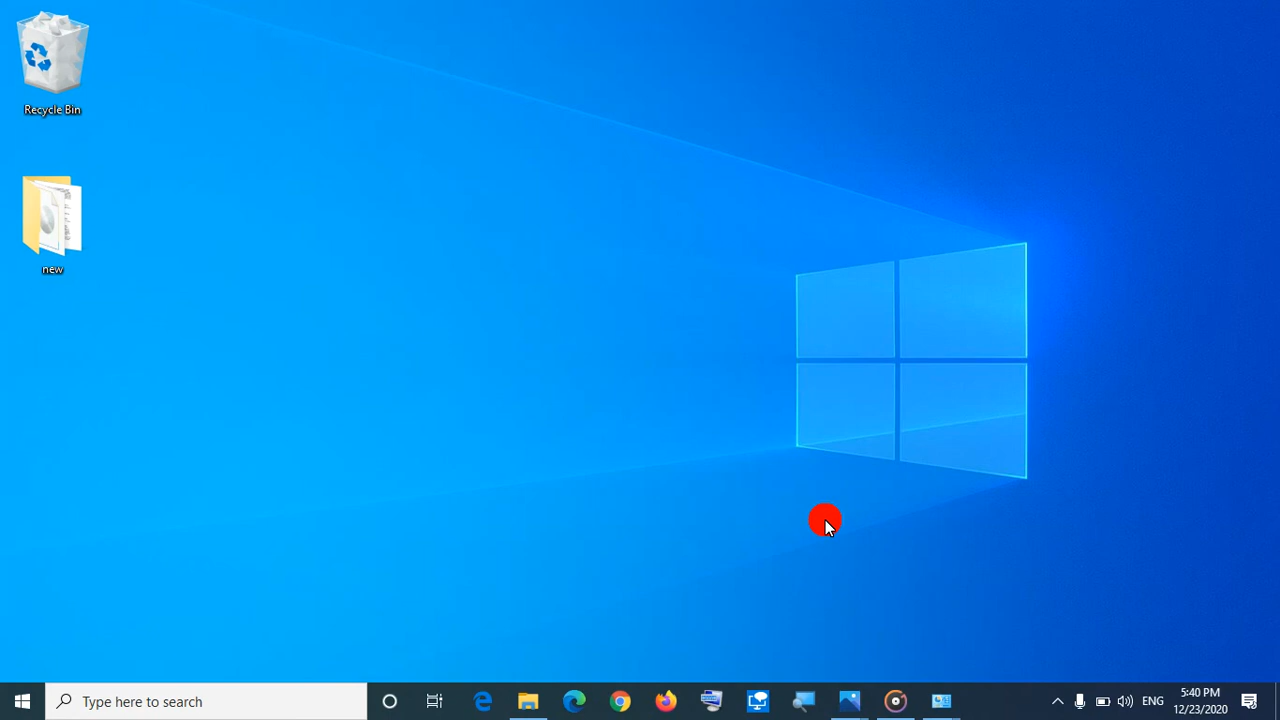 Recycle Bin
new
Type here to search
ENG
5:40 PM
12/23/2020